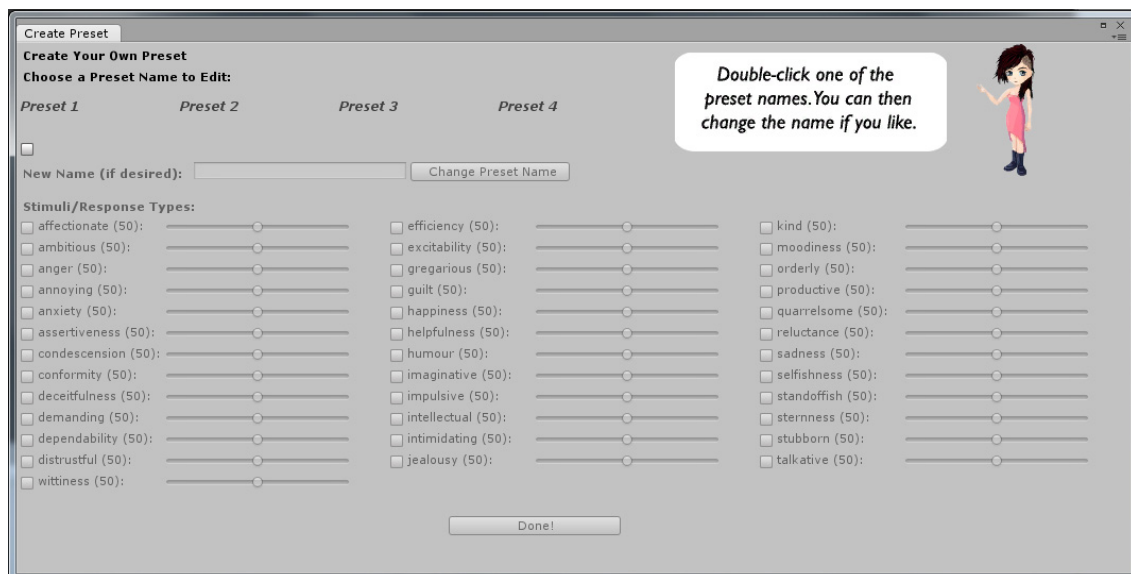 Create Preset
Create Your Own Preset
Choose a Preset Name to Edit:
Preset 1 Preset 2 Preset 3 Preset 4
Double-click one of the
preset names. You can then
change the name if you like.
New Name (if desired): Change Preset Name
Stimuli/Response Types:
affectionate (50): efficiency (50): kind (50):
ambitious (50): excitability (50): moodiness (50):
anger (50): gregarious (50): orderly (50):
annoying (50): guilt (50): productive (50):
anxiety (50): happiness (50): quarrelsome (50):
assertiveness (50): helpfulness (50): reluctance (50):
condescension (50): humour (50): sadness (50):
conformity (50): imaginative (50): selfishness (50):
deceitfulness (50): impulsive (50): standoffish (50):
demanding (50): intellectual (50): sternness (50):
dependability (50): intimidating (50): stubborn (50):
distrustful (50): jealousy (50): talkative (50):
wittiness (50):
Done!